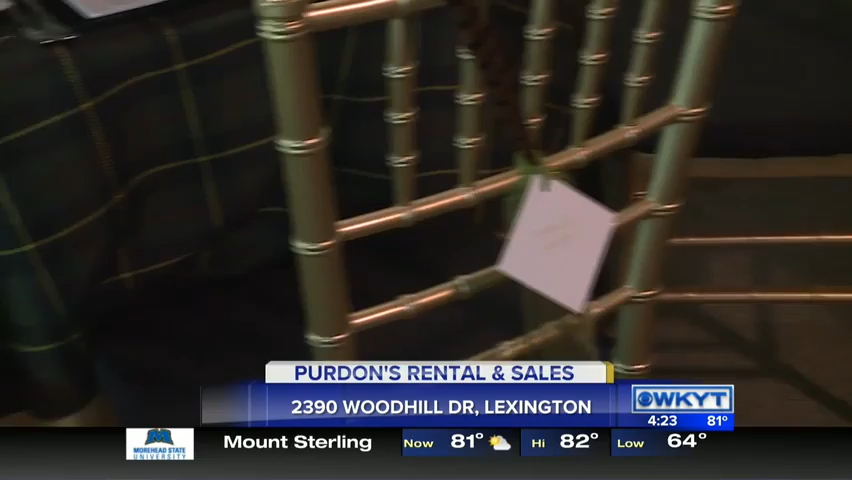 PURDON'S RENTAL & SALES
2390 WOODHILL DR, LEXINGTON
WKYT
4:23 81°
MOREHEAD STATE
UNIVERSITY
Mount Sterling Now 81° Hi 82° Low 64°